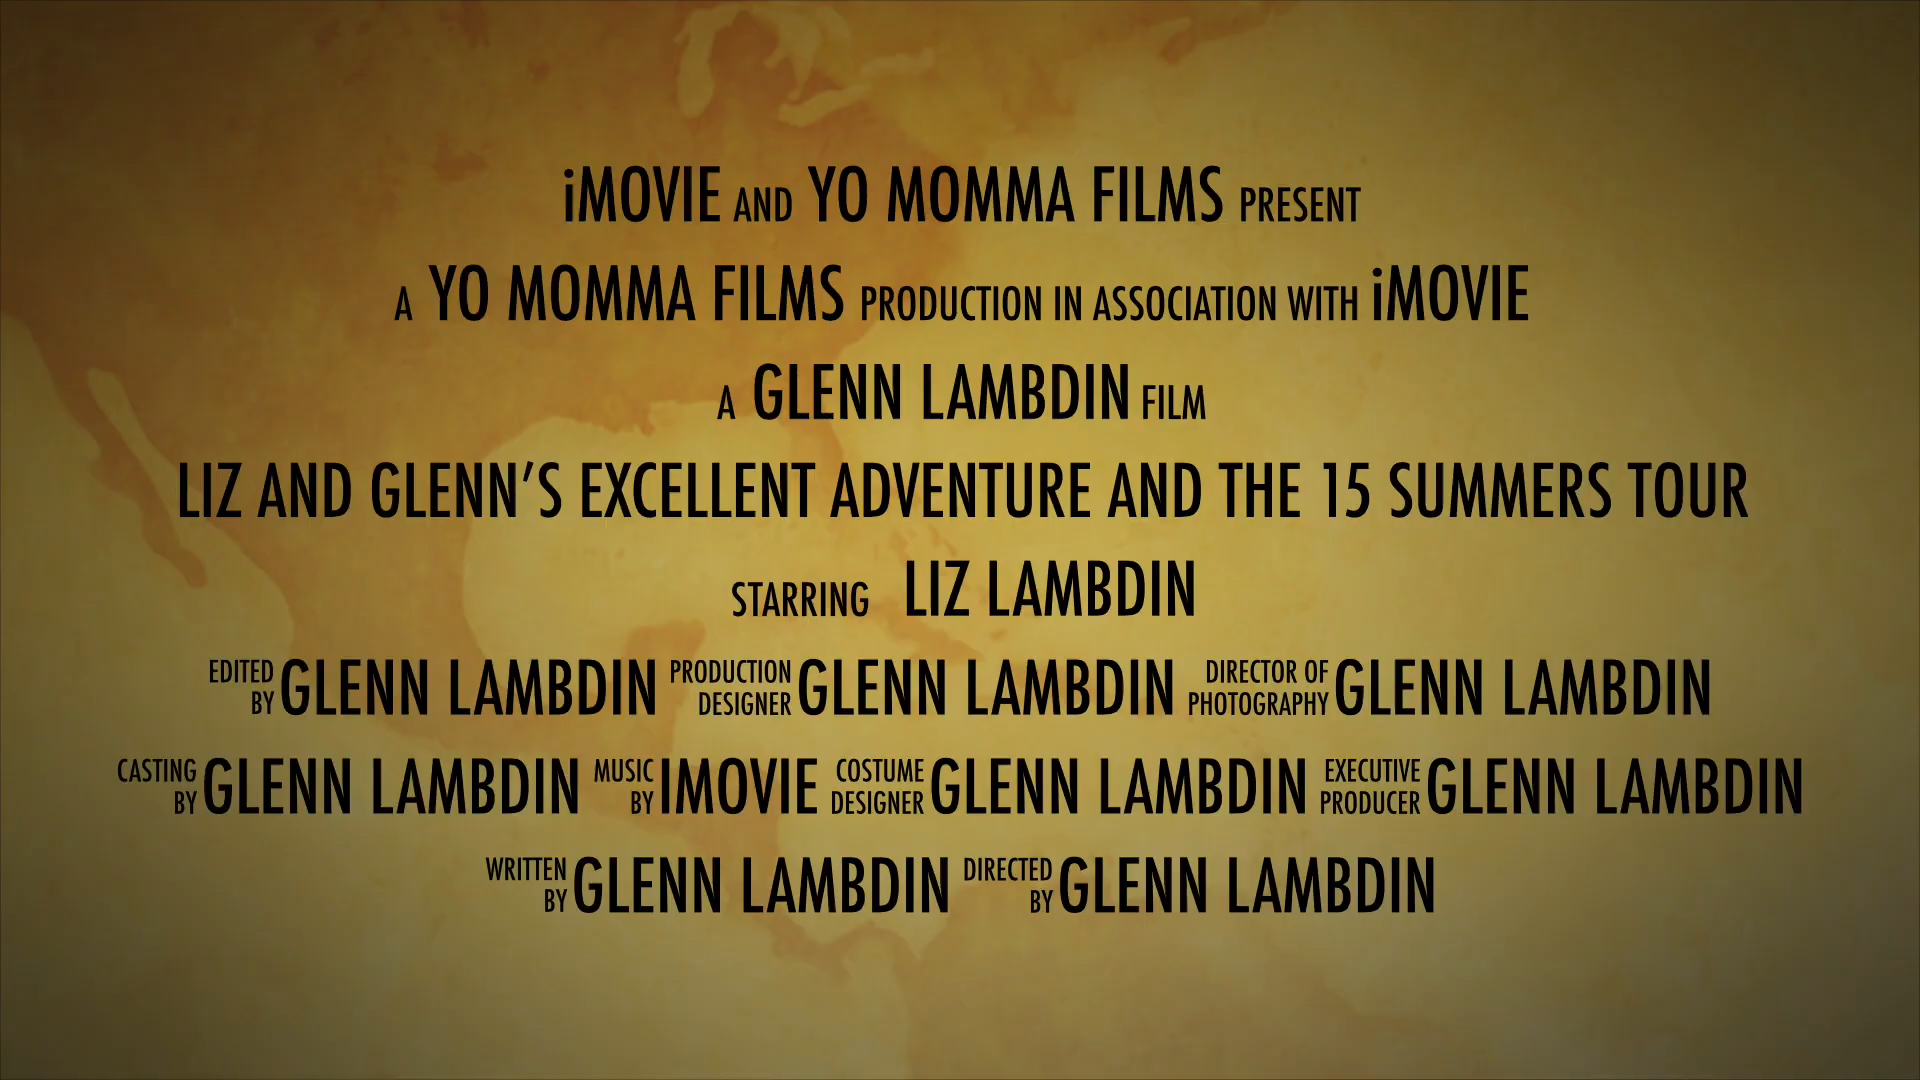 iMOVIE AND YO MOMMA FILMS PRESENT
A YO MOMMA FILMS PRODUCTION IN ASSOCIATION WITH iMOVIE
A GLENN LAMBDIN FILM
LIZ AND GLENN'S EXCELLENT ADVENTURE AND THE 15 SUMMERS TOUR
STARRING LIZ LAMBDIN
EDITED BY GLENN LAMBDIN PRODUCTION DESIGNER GLENN LAMBDIN DIRECTOR OF PHOTOGRAPHY GLENN LAMBDIN
CASTING BY GLENN LAMBDIN MUSIC BY IMOVIE COSTUME DESIGNER GLENN LAMBDIN EXECUTIVE PRODUCER GLENN LAMBDIN
WRITTEN BY GLENN LAMBDIN DIRECTED BY GLENN LAMBDIN